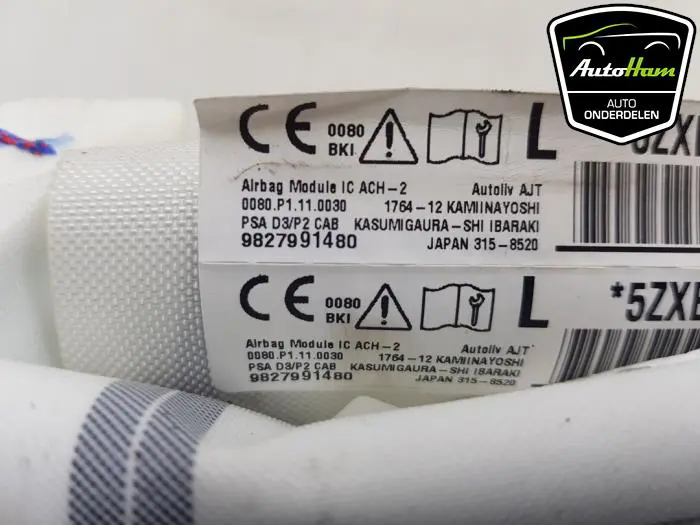 AutoHam
AUTO
ONDERDELEN
CE 0080 BKI L
Airbag Module IC ACH-2 Autoliv AJT
0080.P1.11.0030 1764-12 KAMIINAYOSHI
PSA D3/P2 CAB KASUMIGAURA-SHI IBARAKI
9827991480 JAPAN 315-8520
CE 0080 BKI L
Airbag Module IC ACH-2 Autoliv AJT
0080.P1.11.0030 1764-12 KAMIINAYOSHI
PSA D3/P2 CAB KASUMIGAURA-SHI IBARAKI
9827991480 JAPAN 315-8520